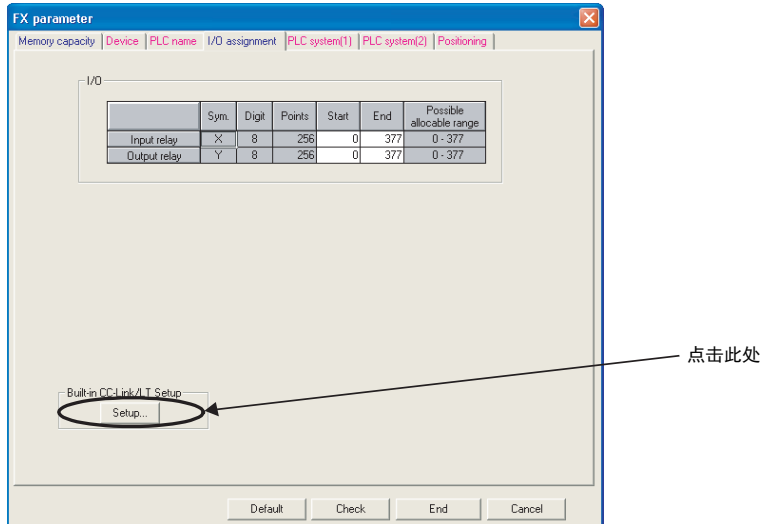 FX parameter
Memory capacity Device PLC name I/O assignment PLC system(1) PLC system(2) Positioning
I/O
Sym. Digit Points Start End Possible allocable range
Input relay X 8 256 0 377 0 - 377
Output relay Y 8 256 0 377 0 - 377
点击此处
Built-in CC-Link/LT Setup
Setup...
Default Check End Cancel